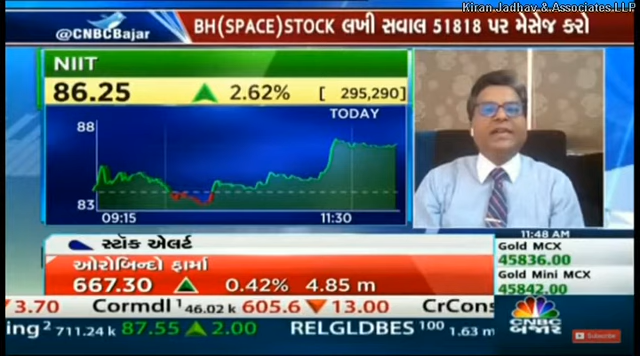 Kiran Jadhav & Associates LLP
@CNBCBajar
BH(SPACE)STOCK લખી સવાલ 51818 પર મેસેજ કરો
NIIT
86.25 2.62% [ 295,290]
TODAY
88
83
09:15 11:30
સ્ટૉક એલર્ટ
ઓરોબિન્દો ફાર્મા
667.30 0.42% 4.85 m
11:48 AM
Gold MCX
45836.00
Gold Mini MCX
45842.00
3.70 Cormdl 1 46.02 k 605.6 13.00 CrCons
ing 2 711.24 k 87.55 2.00 RELGLDBES 100 1.63 m
CNBC
બજાર
Subscribe